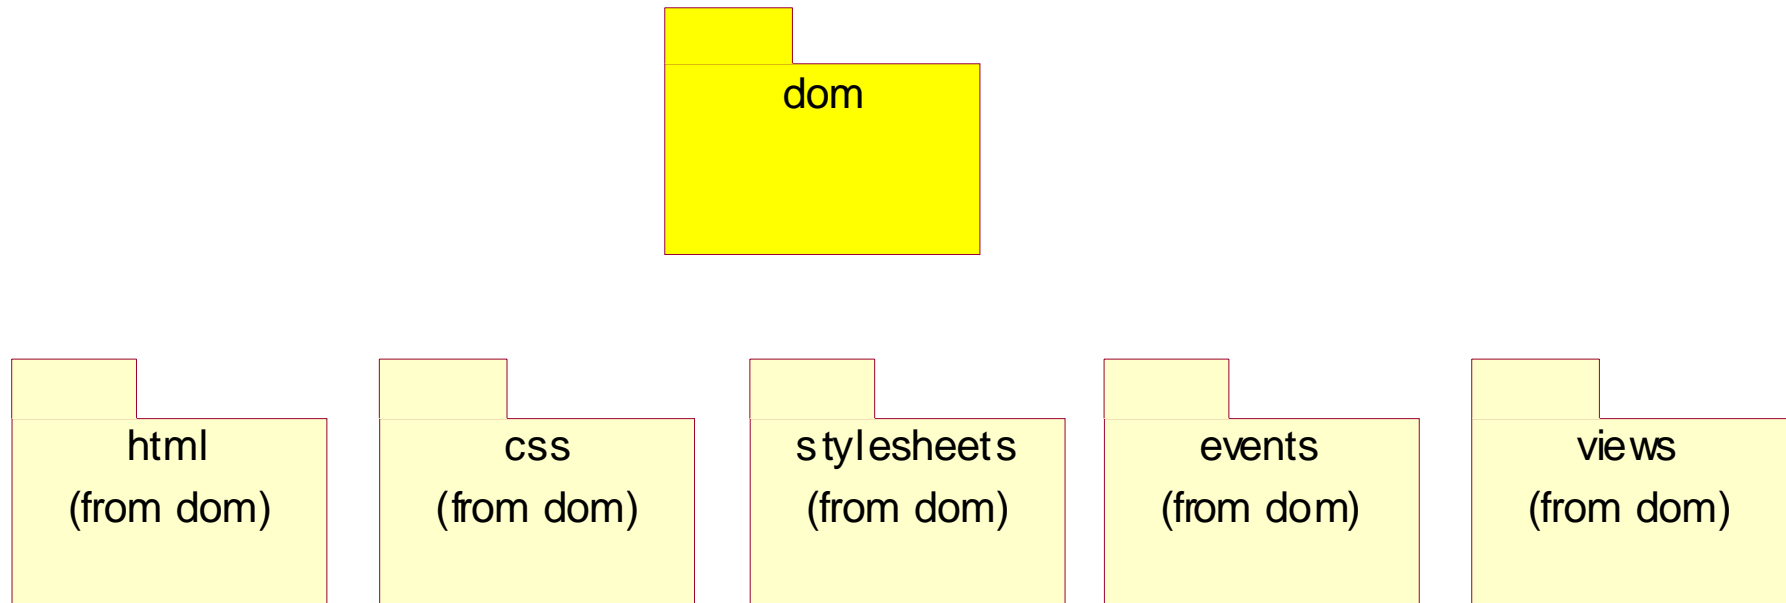 dom
html
(from dom)
css
(from dom)
stylesheets
(from dom)
events
(from dom)
views
(from dom)